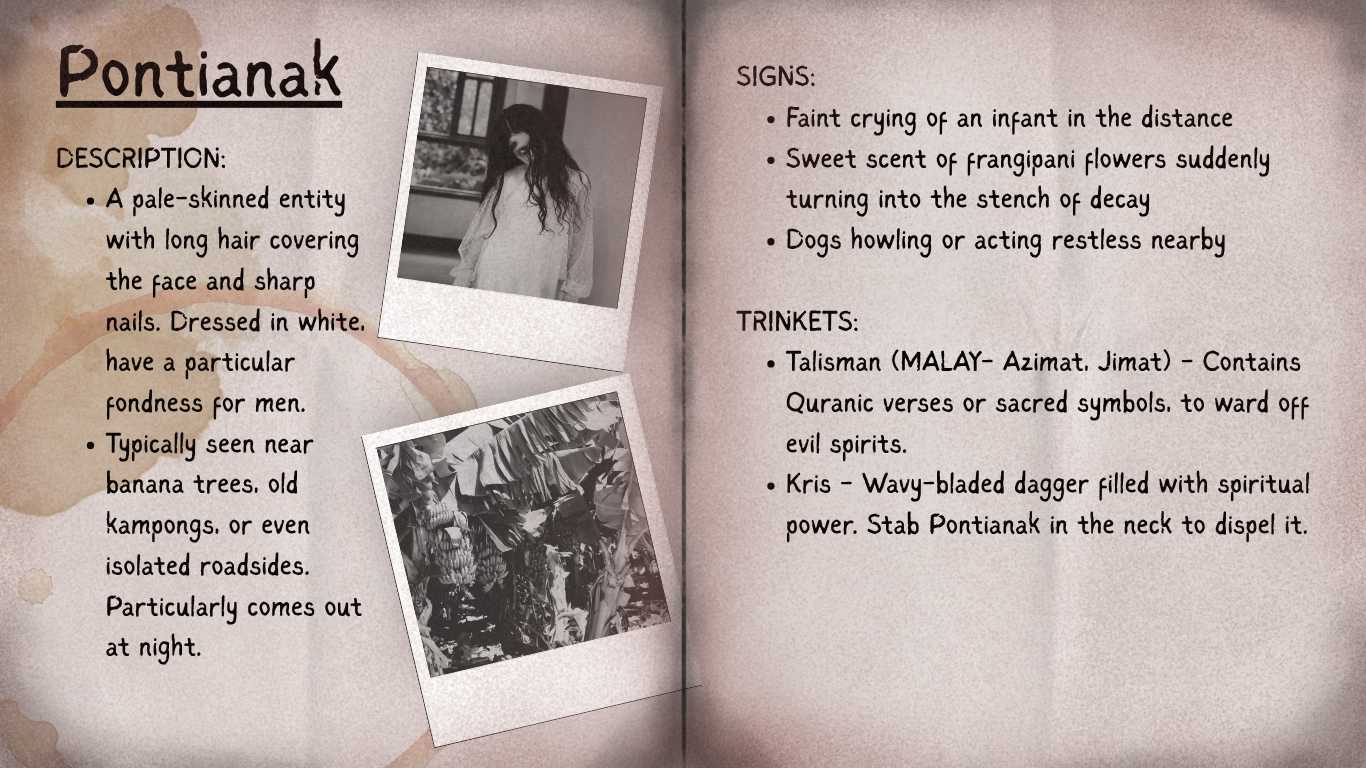 Pontianak
DESCRIPTION:
• A pale-skinned entity
with long hair covering
the face and sharp
nails. Dressed in white,
have a particular
fondness for men.
• Typically seen near
banana trees, old
kampongs, or even
isolated roadsides.
Particularly comes out
at night.
SIGNS:
• Faint crying of an infant in the distance
• Sweet scent of frangipani flowers suddenly
turning into the stench of decay
• Dogs howling or acting restless nearby
TRINKETS:
• Talisman (MALAY- Azimat, Jimat) - Contains
Quranic verses or sacred symbols, to ward off
evil spirits.
• Kris - Wavy-bladed dagger filled with spiritual
power. Stab Pontianak in the neck to dispel it.